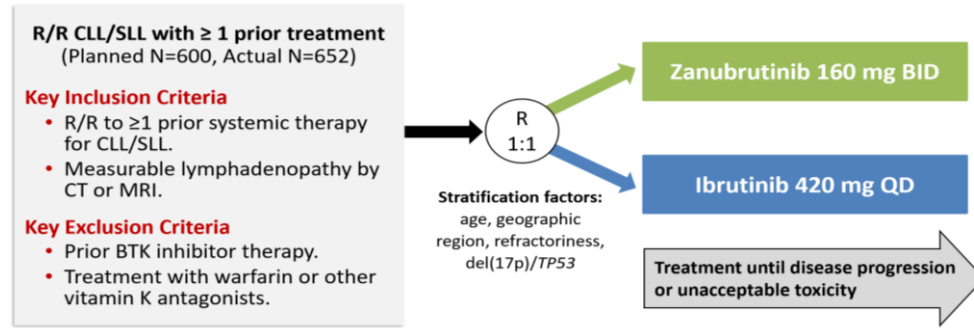 R/R CLL/SLL with ≥ 1 prior treatment
(Planned N=600, Actual N=652)
Key Inclusion Criteria
• R/R to ≥1 prior systemic therapy
for CLL/SLL.
• Measurable lymphadenopathy by
CT or MRI.
Key Exclusion Criteria
• Prior BTK inhibitor therapy.
• Treatment with warfarin or other
vitamin K antagonists.
R
1:1
Stratification factors:
age, geographic
region, refractoriness,
del(17p)/TP53
Zanubrutinib 160 mg BID
Ibrutinib 420 mg QD
Treatment until disease progression
or unacceptable toxicity